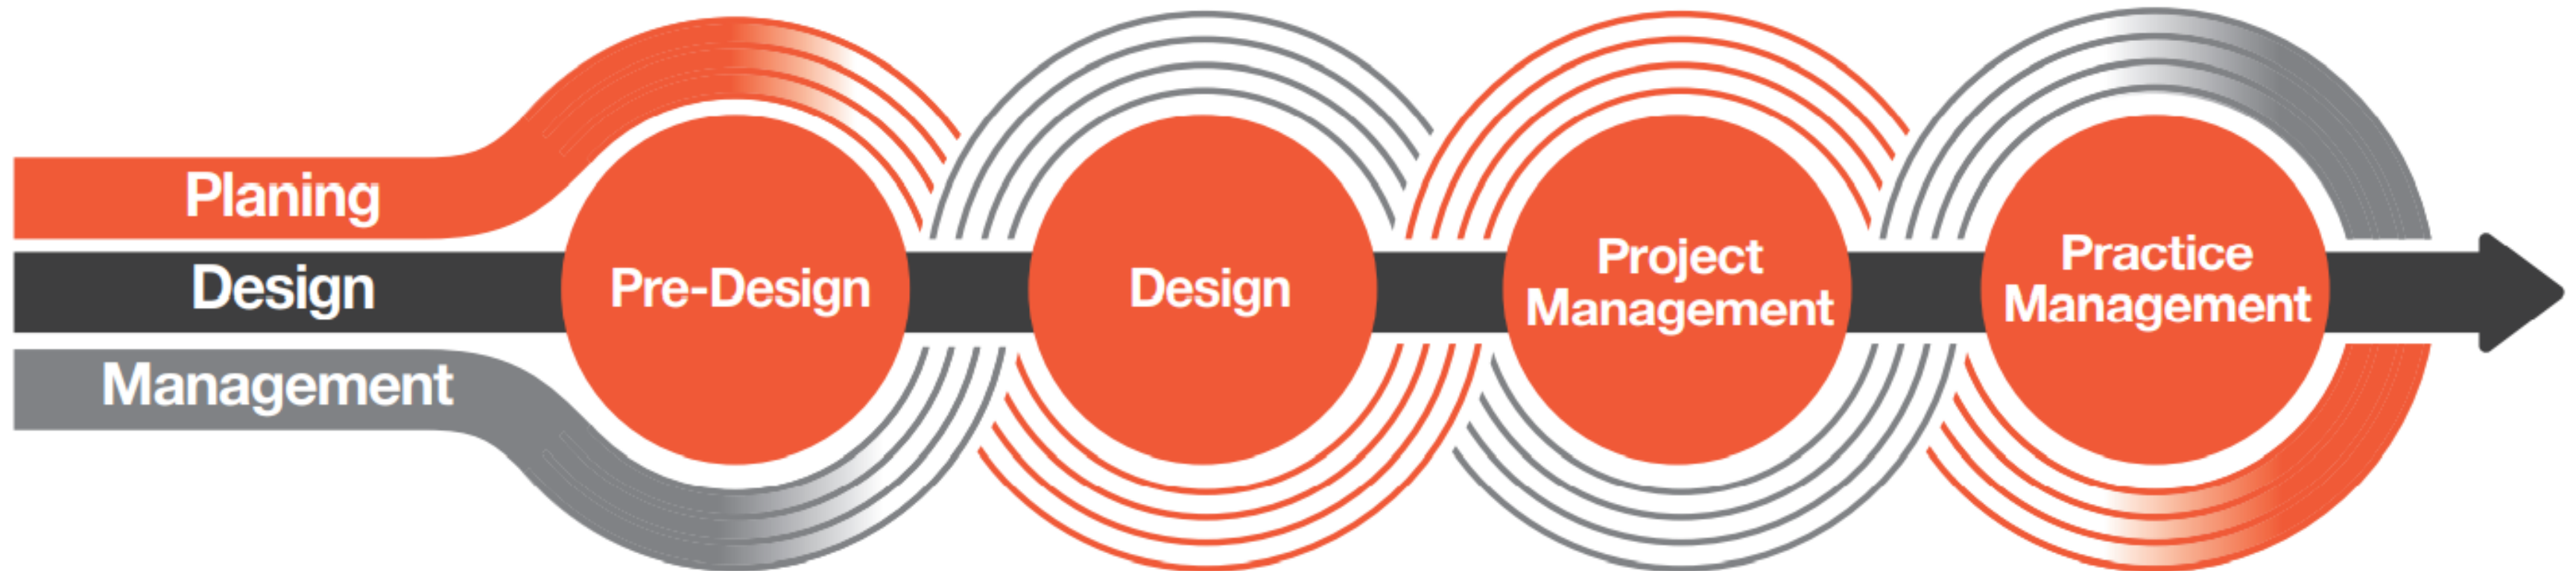 Planing
Design
Management
Pre-Design
Design
Project
Management
Practice
Management